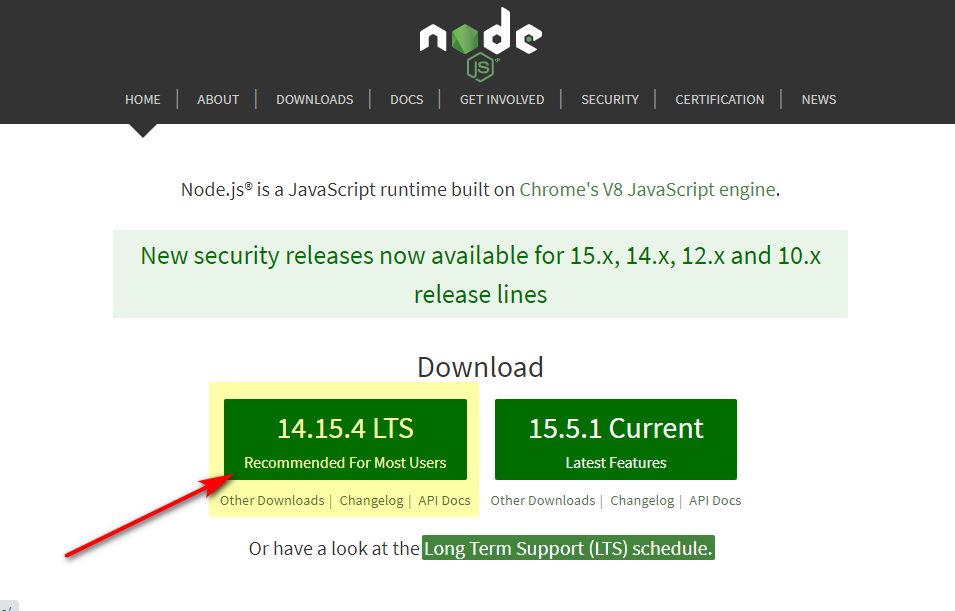 node
JS
HOME ABOUT DOWNLOADS DOCS GET INVOLVED SECURITY CERTIFICATION NEWS
Node.js® is a JavaScript runtime built on Chrome's V8 JavaScript engine.
New security releases now available for 15.x, 14.x, 12.x and 10.x
release lines
Download
14.15.4 LTS
Recommended For Most Users
Other Downloads | Changelog | API Docs
15.5.1 Current
Latest Features
Other Downloads | Changelog | API Docs
Or have a look at the Long Term Support (LTS) schedule.